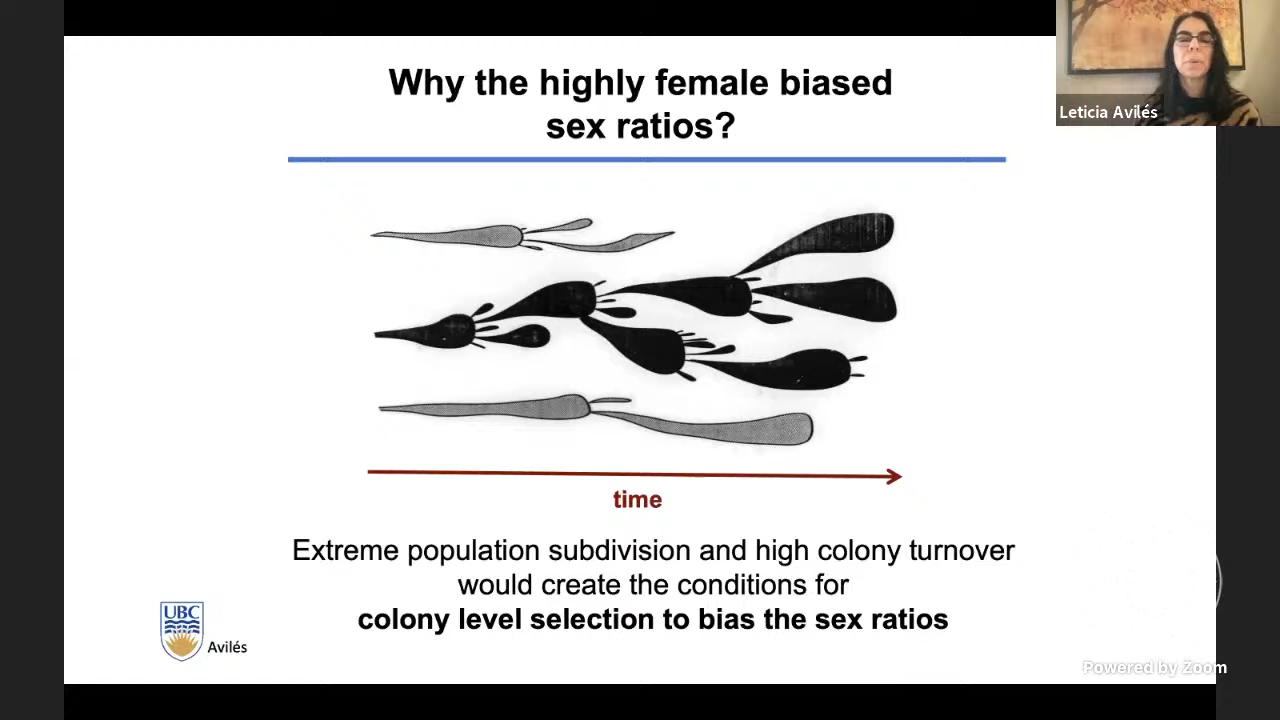 Why the highly female biased
sex ratios?
Leticia Avilés
time
Extreme population subdivision and high colony turnover
would create the conditions for
colony level selection to bias the sex ratios
UBC
Avilés
Powered by Zoom